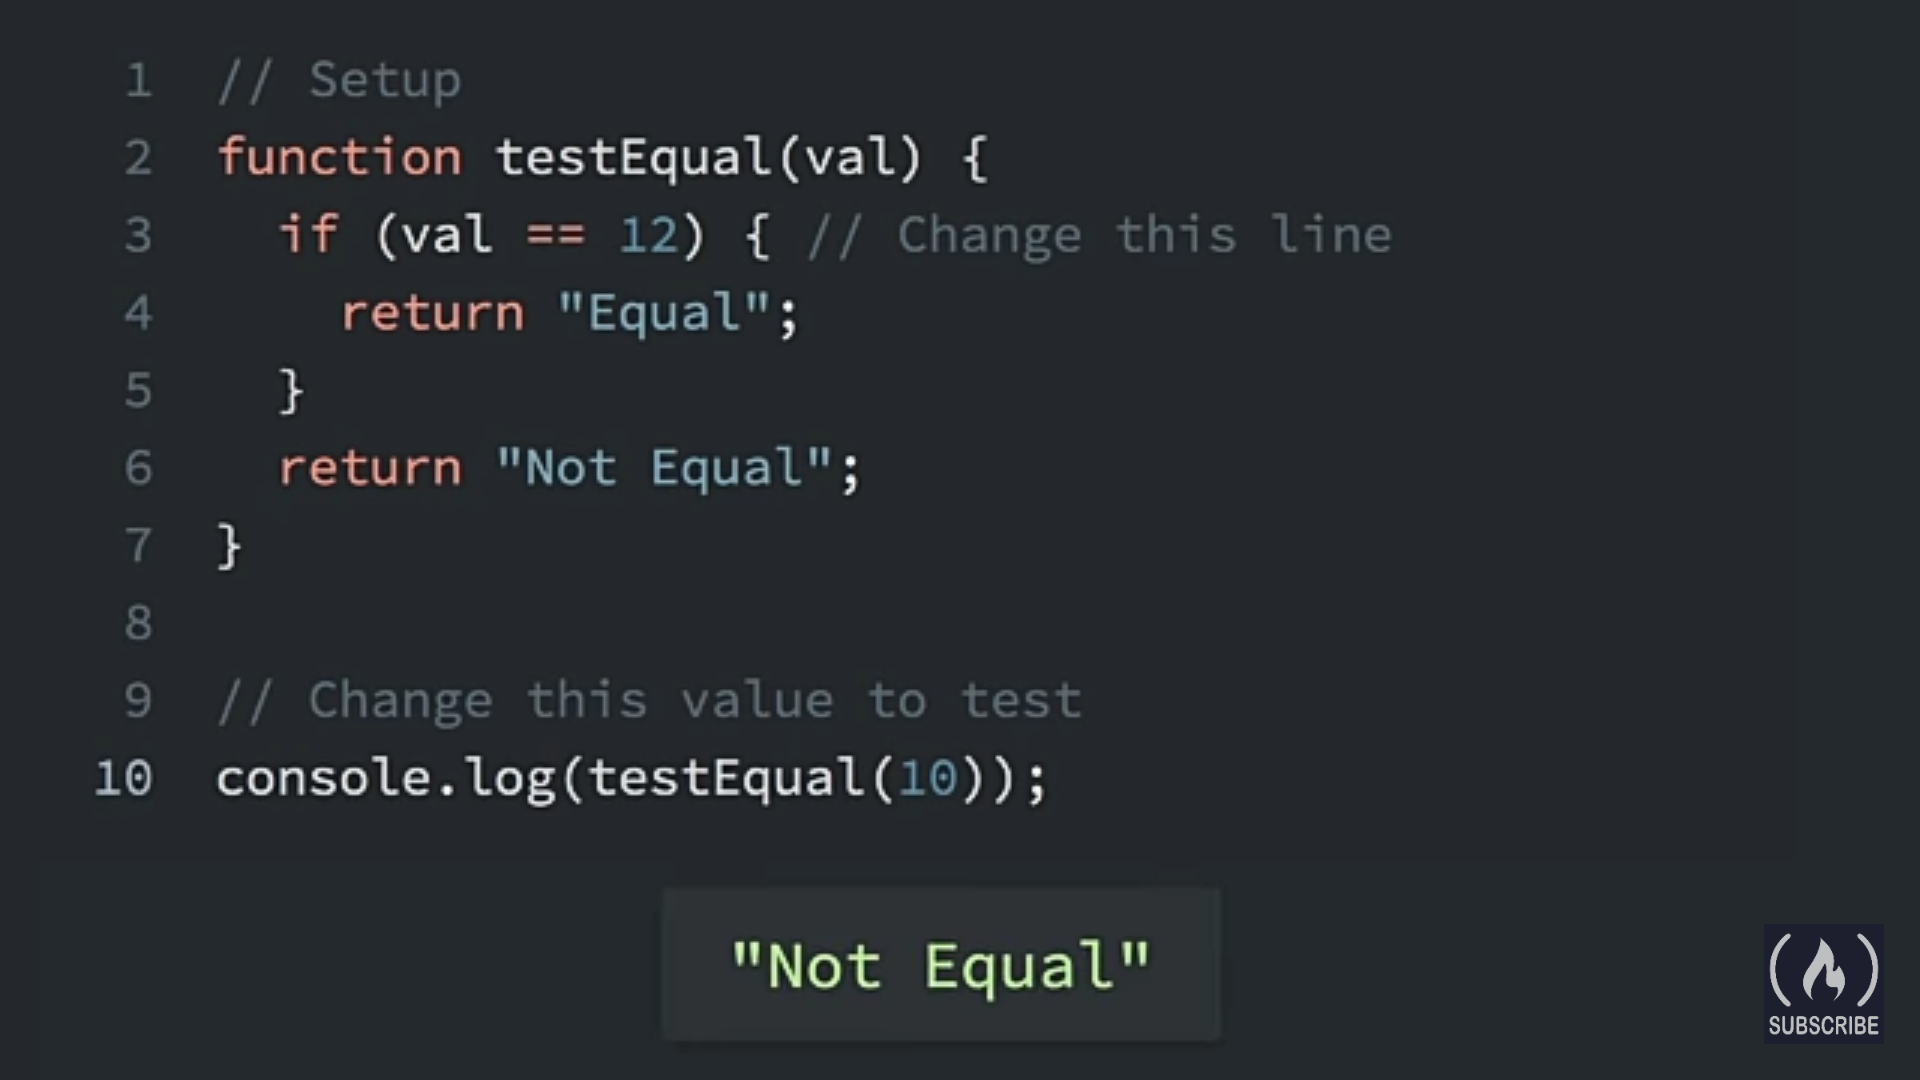 1 // Setup
2 function testEqual(val) {
3   if (val == 12) { // Change this line
4     return "Equal";
5   }
6   return "Not Equal";
7 }
8
9 // Change this value to test
10 console.log(testEqual(10));
"Not Equal"
SUBSCRIBE